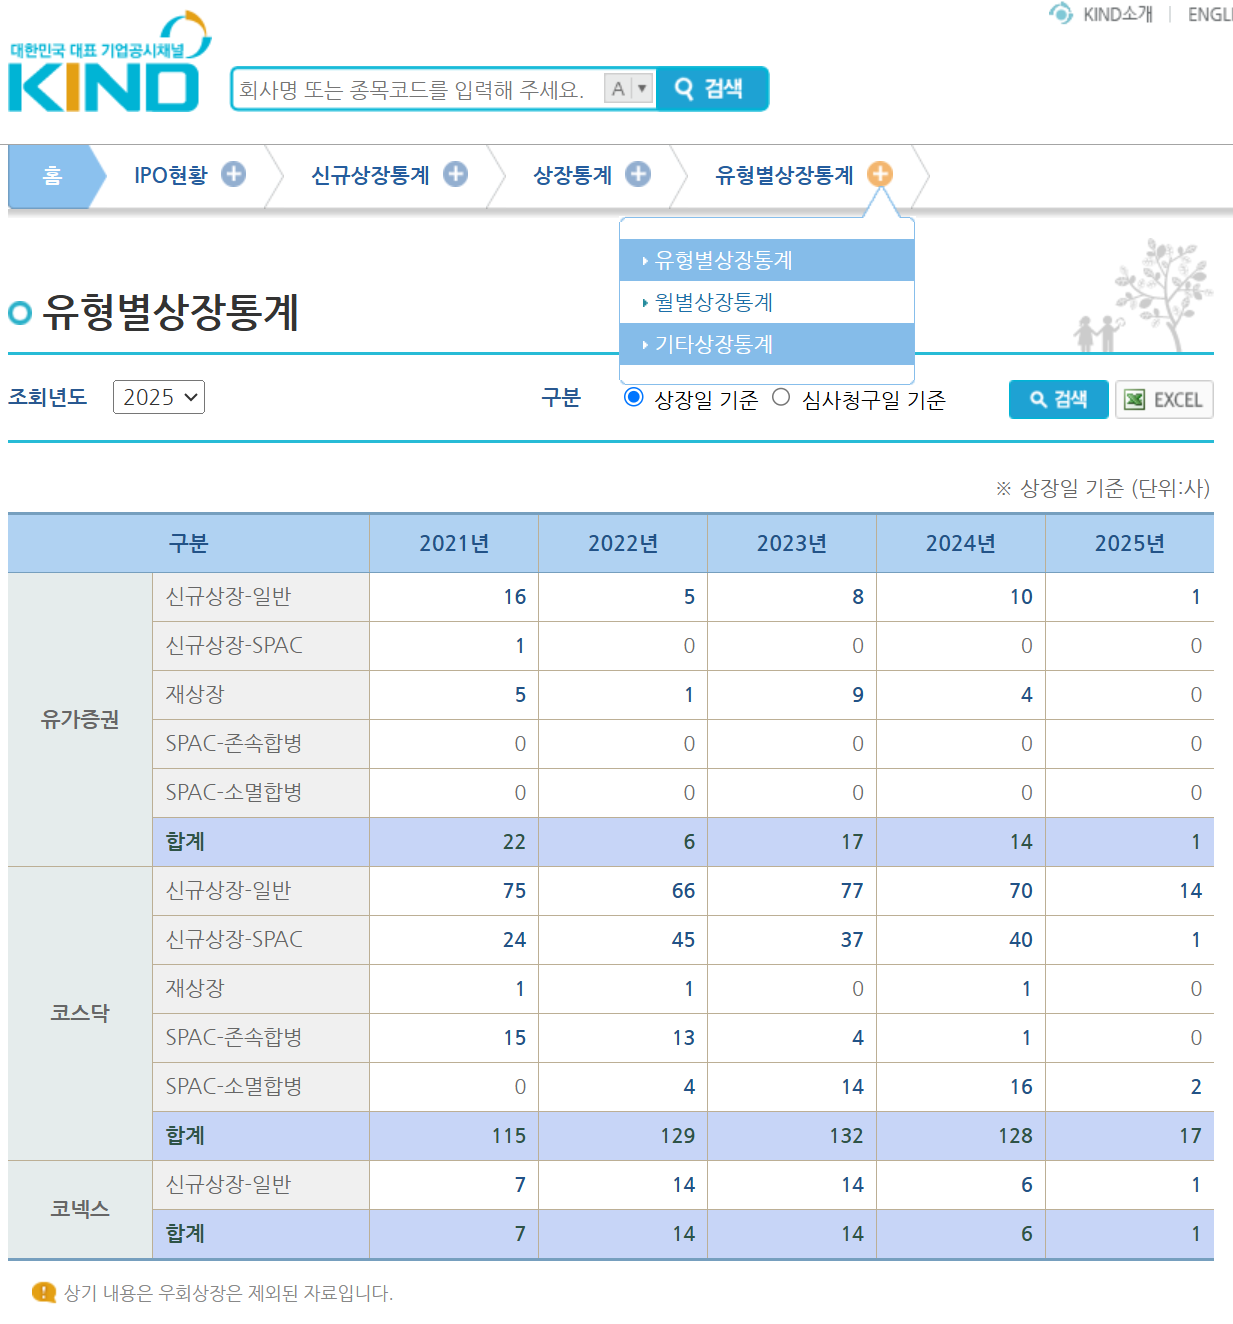 KIND소개 | ENGLI
대한민국 대표 기업공시채널
KIND
회사명 또는 종목코드를 입력해 주세요. A ▼ 검색
홈 IPO현황 신규상장통계 상장통계 유형별상장통계
유형별상장통계
월별상장통계
기타상장통계
유형별상장통계
조회년도 2025 구분 상장일 기준 심사청구일 기준 검색 EXCEL
※ 상장일 기준 (단위:사)
구분 2021년 2022년 2023년 2024년 2025년
유가증권
신규상장-일반 16 5 8 10 1
신규상장-SPAC 1 0 0 0 0
재상장 5 1 9 4 0
SPAC-존속합병 0 0 0 0 0
SPAC-소멸합병 0 0 0 0 0
합계 22 6 17 14 1
코스닥
신규상장-일반 75 66 77 70 14
신규상장-SPAC 24 45 37 40 1
재상장 1 1 0 1 0
SPAC-존속합병 15 13 4 1 0
SPAC-소멸합병 0 4 14 16 2
합계 115 129 132 128 17
코넥스
신규상장-일반 7 14 14 6 1
합계 7 14 14 6 1
상기 내용은 우회상장은 제외된 자료입니다.